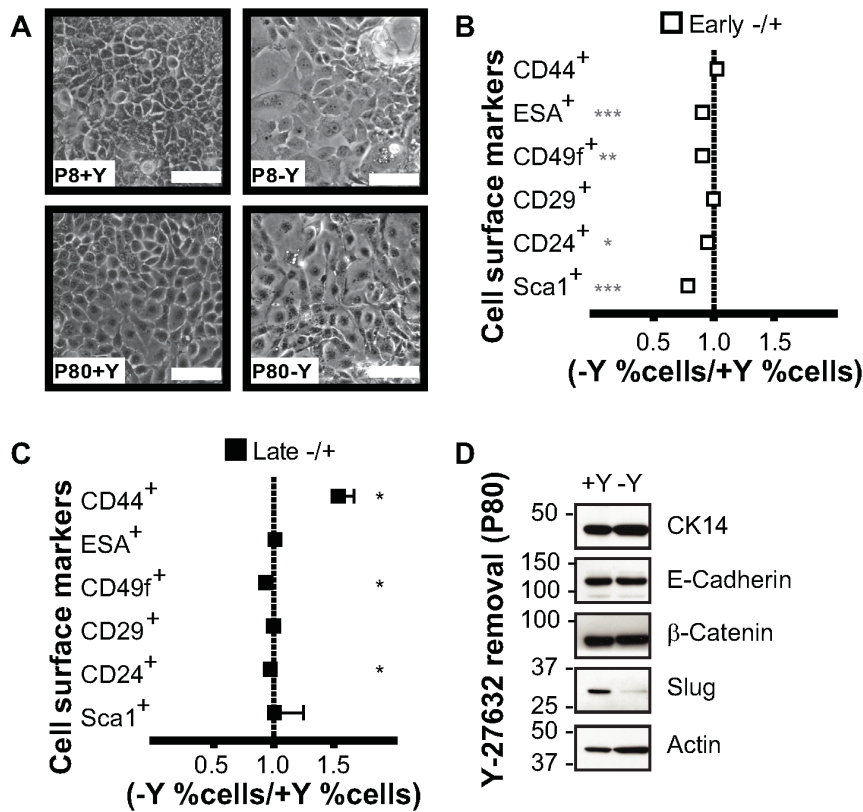 A
P8+Y
P8-Y
P80+Y
P80-Y
B
Early -/+
Cell surface markers
CD44+
ESA+ ***
CD49f+ **
CD29+
CD24+ *
Sca1+ ***
0.5 1.0 1.5
(-Y %cells/+Y %cells)
C
Late -/+
Cell surface markers
CD44+ *
ESA+
CD49f+ *
CD29+
CD24+ *
Sca1+
0.5 1.0 1.5
(-Y %cells/+Y %cells)
D
Y-27632 removal (P80)
+Y -Y
50 CK14
150
100 E-Cadherin
100
β-Catenin
37
Slug
25
50
Actin
37